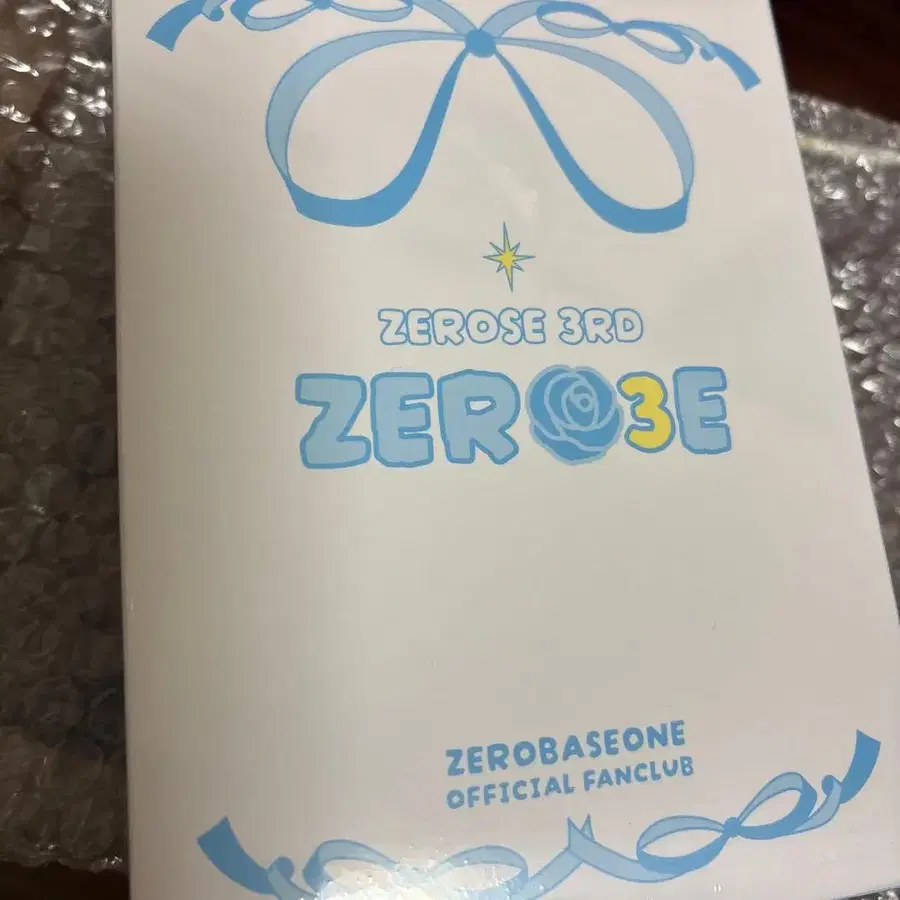 ZEROSE 3RD
ZERO3E
ZEROBASEONE
OFFICIAL FANCLUB